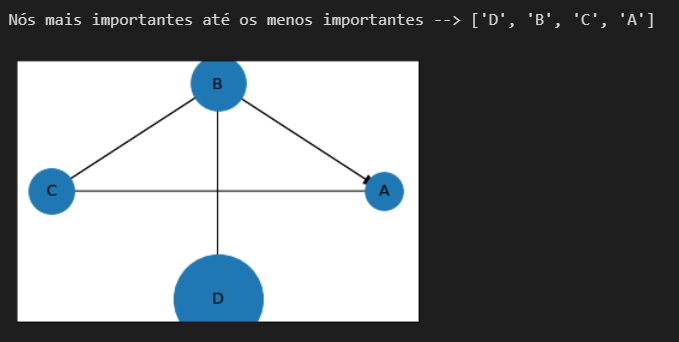 Nós mais importantes até os menos importantes --> ['D', 'B', 'C', 'A']
B
C
A
D